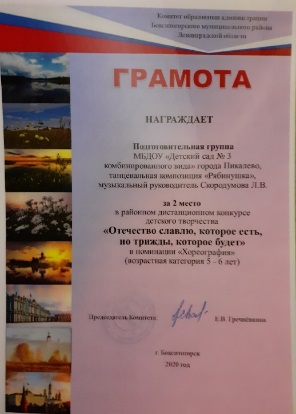 Комитет образования администрации
Бокситогорского муниципального района
Ленинградской области
ГРАМОТА
НАГРАЖДАЕТ
Подготовительная группа
МБДОУ «Детский сад № 3
комбинированного вида» города Пикалево,
танцевальная композиция «Рябинушка»,
музыкальный руководитель Скородумова Л.В.
за 2 место
в районном дистанционном конкурсе
детского творчества
«Отечество славлю, которое есть,
но трижды, которое будет»
в номинации «Хореография»
(возрастная категория 5 - 6 лет)
Председатель Комитета
Е.В. Гречнёвкина
г. Бокситогорск
2020 год